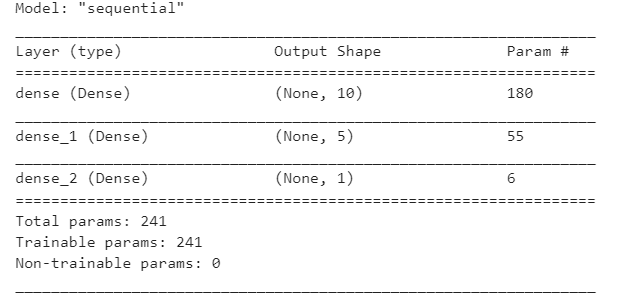 Model: "sequential"
_________________________________________________________________
Layer (type)                 Output Shape              Param #
=================================================================
dense (Dense)                (None, 10)                180
_________________________________________________________________
dense_1 (Dense)              (None, 5)                 55
_________________________________________________________________
dense_2 (Dense)              (None, 1)                 6
=================================================================
Total params: 241
Trainable params: 241
Non-trainable params: 0
_________________________________________________________________